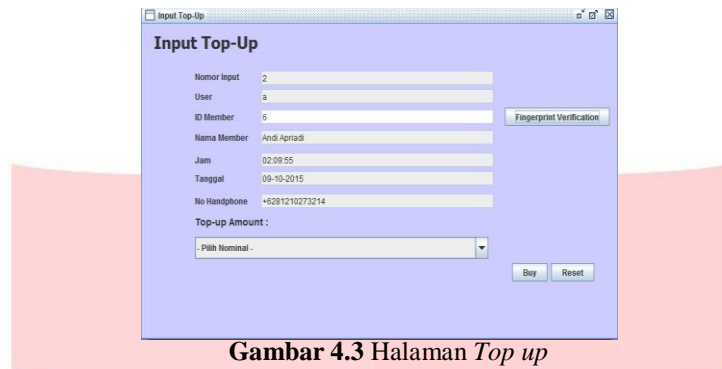 Input Top-Up
Input Top-Up
Nomor Input 2
User a
ID Member 6 Fingerprint Verification
Nama Member Andi Apriadi
Jam 02:09:55
Tanggal 09-10-2015
No Handphone +6281210273214
Top-up Amount :
- Pilih Nominal -
Buy Reset
Gambar 4.3 Halaman Top up